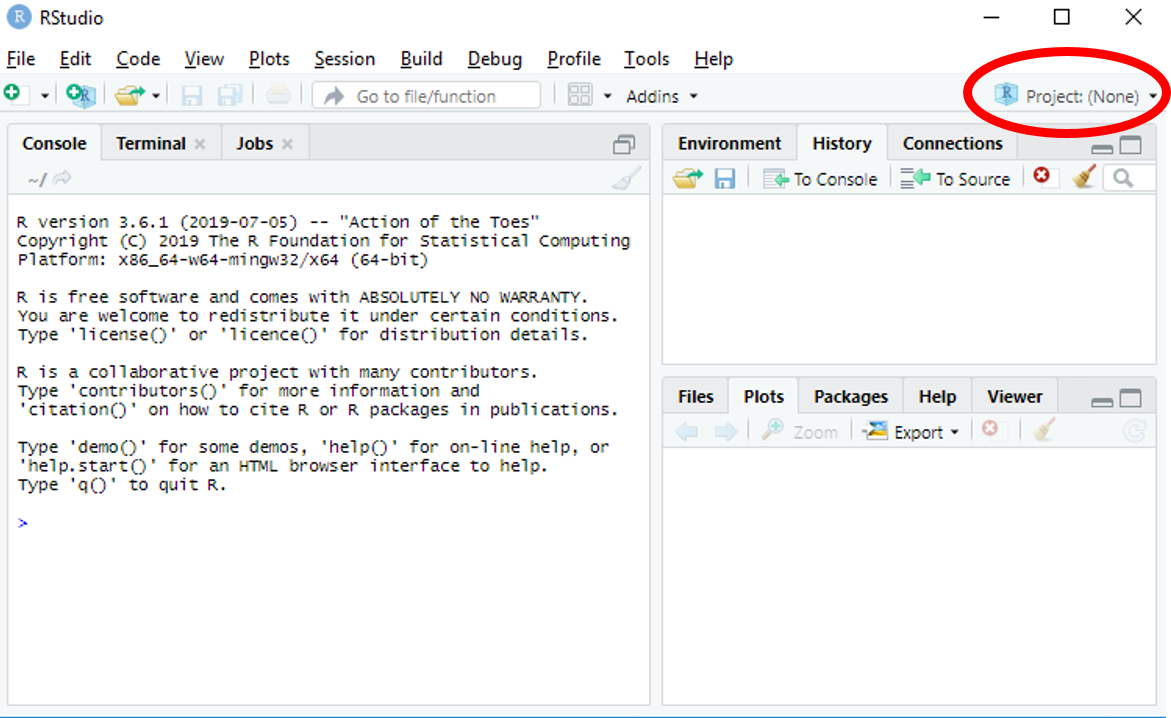 RStudio
File Edit Code View Plots Session Build Debug Profile Tools Help
Go to file/function Addins R Project: (None)
Console Terminal Jobs
~/
R version 3.6.1 (2019-07-05) -- "Action of the Toes"
Copyright (C) 2019 The R Foundation for Statistical Computing
Platform: x86_64-w64-mingw32/x64 (64-bit)
R is free software and comes with ABSOLUTELY NO WARRANTY.
You are welcome to redistribute it under certain conditions.
Type 'license()' or 'licence()' for distribution details.
R is a collaborative project with many contributors.
Type 'contributors()' for more information and
'citation()' on how to cite R or R packages in publications.
Type 'demo()' for some demos, 'help()' for on-line help, or
'help.start()' for an HTML browser interface to help.
Type 'q()' to quit R.
>
Environment History Connections
To Console To Source
Files Plots Packages Help Viewer
Zoom Export